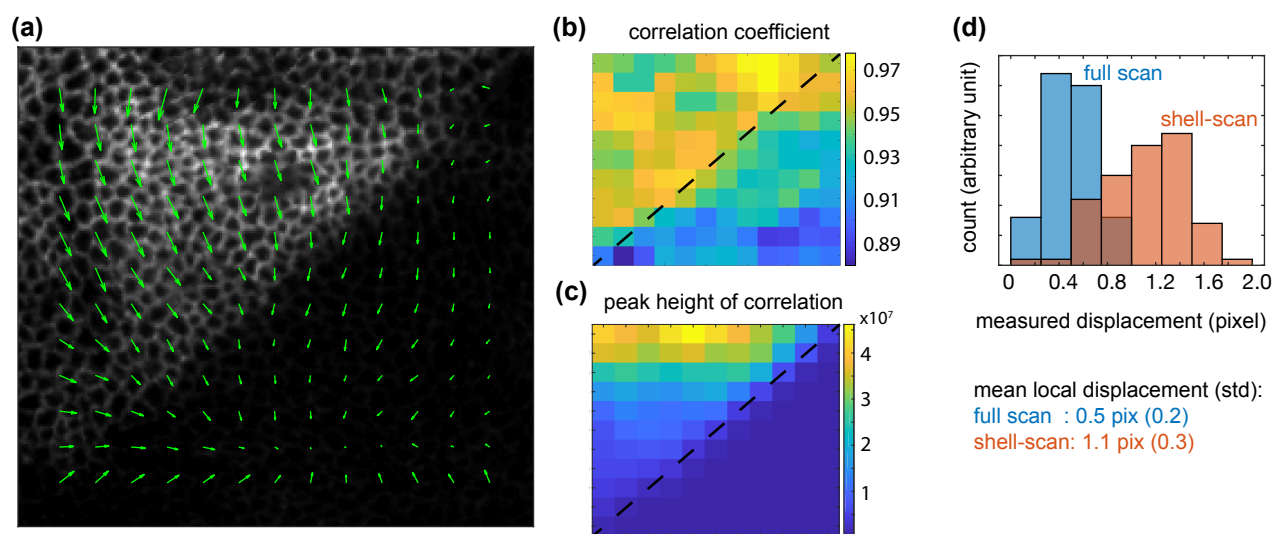 (a)
(b)
correlation coefficient
0.97
0.95
0.93
0.91
0.89
(c)
peak height of correlation
x10⁷
4
3
2
1
(d)
full scan
shell-scan
count (arbitrary unit)
0 0.4 0.8 1.2 1.6 2.0
measured displacement (pixel)
mean local displacement (std):
full scan : 0.5 pix (0.2)
shell-scan: 1.1 pix (0.3)